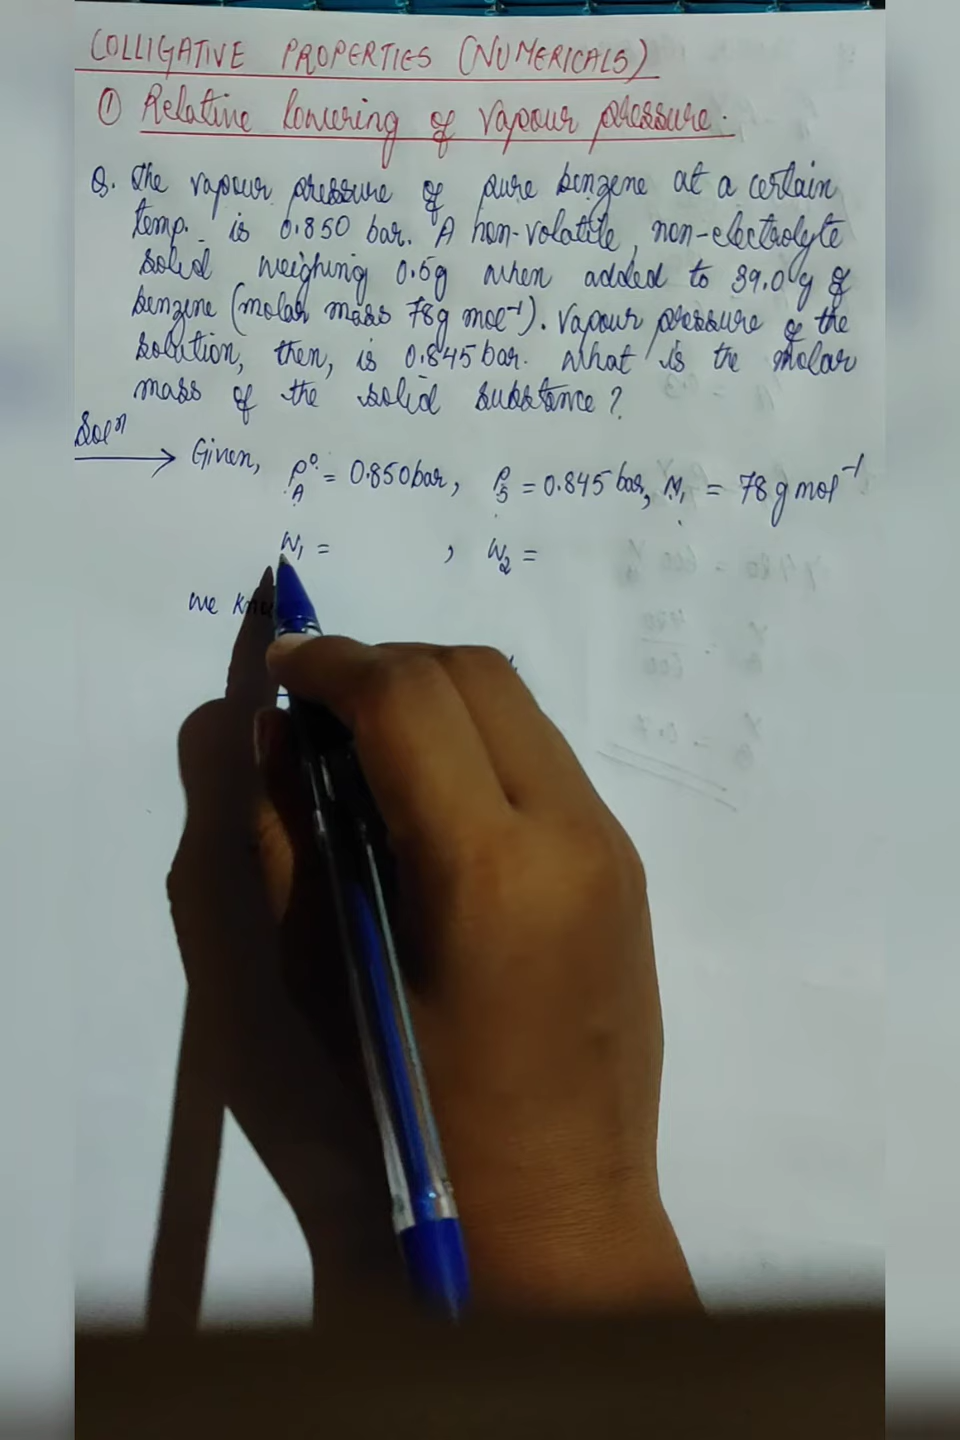 COLLIGATIVE PROPERTIES (NUMERICALS)
① Relative lowering of vapour pressure.
Q. The vapour pressure of pure benzene at a certain
temp. is 0.850 bar. A non-volatile, non-electrolyte
solid weighing 0.5g when added to 39.0g of
benzene (molar mass 78g mol⁻¹). Vapour pressure of the
solution, then, is 0.845 bar. What is the molar
mass of the solid substance?
Solⁿ
Given, P°A = 0.850 bar, Ps = 0.845 bar, M₁ = 78 g mol⁻¹
W₁ = , W₂ =
we know